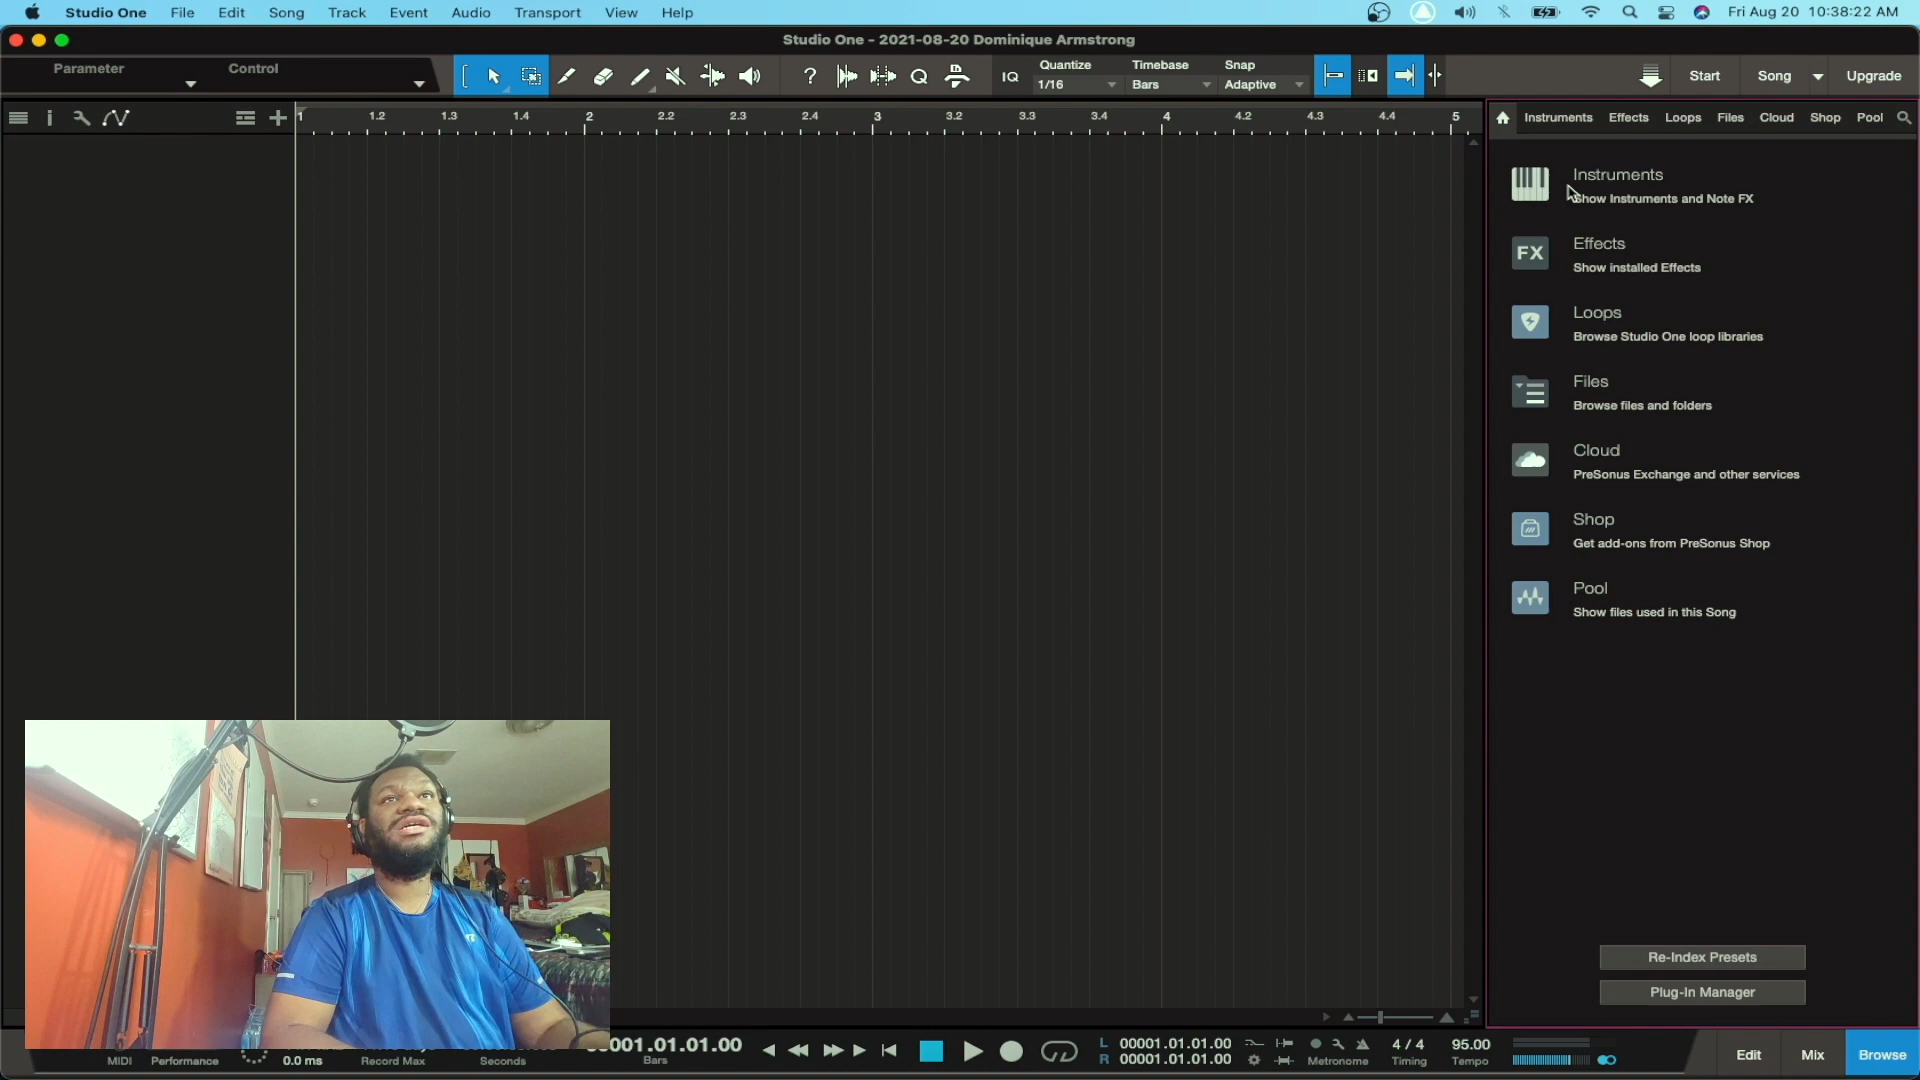 Studio One File Edit Song Track Event Audio Transport View Help Fri Aug 20 10:38:22 AM
Studio One - 2021-08-20 Dominique Armstrong
Parameter Control
? IQ Q
Quantize 1/16
Timebase Bars
Snap Adaptive
Start Song Upgrade
i
1 1.2 1.3 1.4 2 2.2 2.3 2.4 3 3.2 3.3 3.4 4 4.2 4.3 4.4 5
Instruments Effects Loops Files Cloud Shop Pool
Instruments
Show Instruments and Note FX
FX
Effects
Show installed Effects
Loops
Browse Studio One loop libraries
Files
Browse files and folders
Cloud
PreSonus Exchange and other services
Shop
Get add-ons from PreSonus Shop
Pool
Show files used in this Song
Re-Index Presets
Plug-In Manager
MIDI Performance 0.0 ms Record Max Seconds
00001.01.01.00
Bars
L 00001.01.01.00
R 00001.01.01.00
Metronome
4 / 4
Timing
95.00
Tempo
Edit Mix Browse